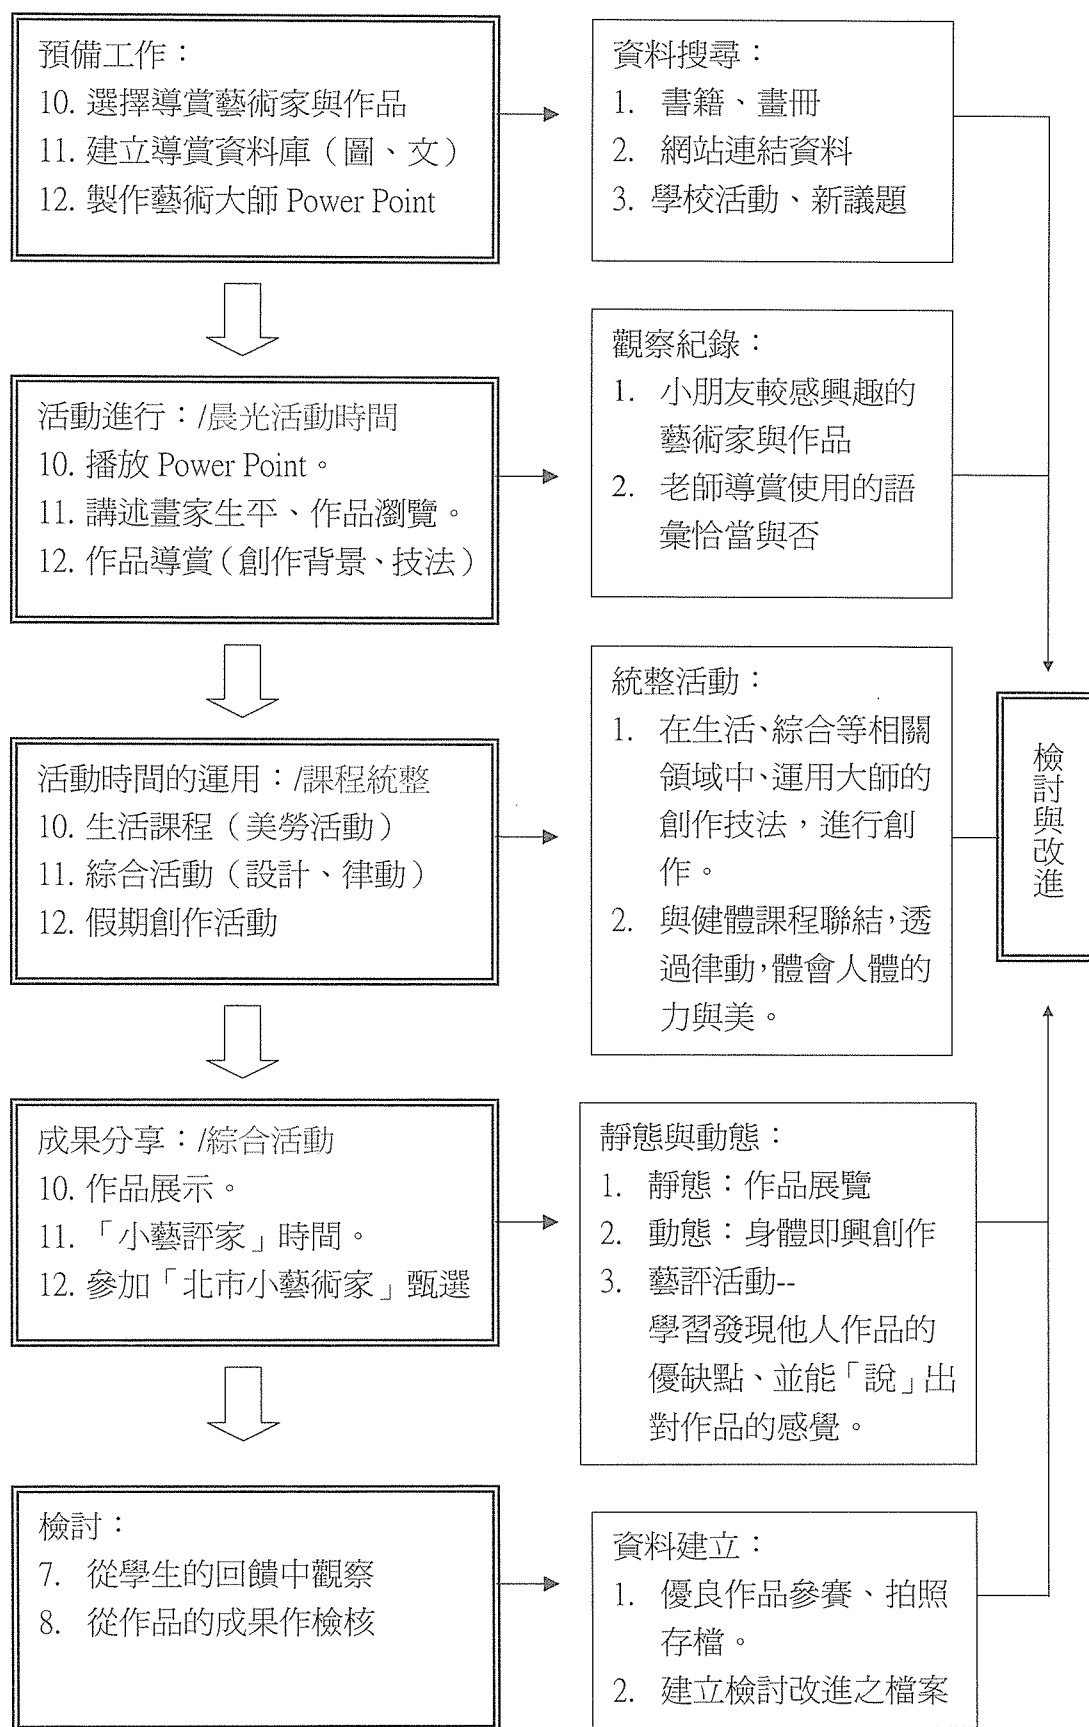 預備工作：
10. 選擇導賞藝術家與作品
11. 建立導賞資料庫（圖、文）
12. 製作藝術大師 Power Point
資料搜尋：
1. 書籍、畫冊
2. 網站連結資料
3. 學校活動、新議題
活動進行：/晨光活動時間
10. 播放 Power Point。
11. 講述畫家生平、作品瀏覽。
12. 作品導賞（創作背景、技法）
觀察紀錄：
1. 小朋友較感興趣的
藝術家與作品
2. 老師導賞使用的語
彙恰當與否
活動時間的運用：/課程統整
10. 生活課程（美勞活動）
11. 綜合活動（設計、律動）
12. 假期創作活動
統整活動：
1. 在生活、綜合等相關
領域中、運用大師的
創作技法，進行創
作。
2. 與健體課程聯結，透
過律動，體會人體的
力與美。
檢討與改進
成果分享：/綜合活動
10. 作品展示。
11. 「小藝評家」時間。
12. 參加「北市小藝術家」甄選
靜態與動態：
1. 靜態：作品展覽
2. 動態：身體即興創作
3. 藝評活動--
學習發現他人作品的
優缺點、並能「說」出
對作品的感覺。
檢討：
7. 從學生的回饋中觀察
8. 從作品的成果作檢核
資料建立：
1. 優良作品參賽、拍照
存檔。
2. 建立檢討改進之檔案